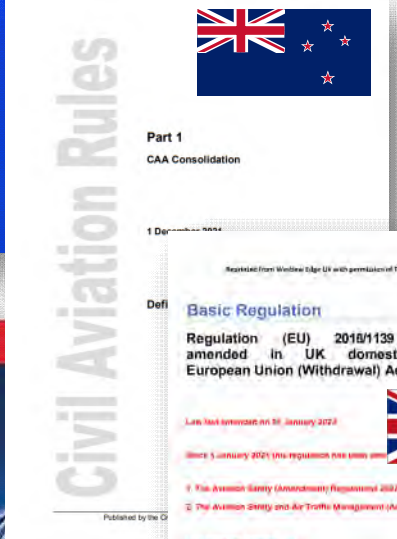 Civil Aviation Rules
Part 1
CAA Consolidation
1 December 2021
Defi
Published by the
Reprinted from Westlaw Edge UK with permission of T
Basic Regulation
Regulation (EU) 2018/1139
amended in UK domest
European Union (Withdrawal) Ac
Law last amended on 31 January 2022
Since 1 January 2021 this regulation has been ame
1 The Aviation Safety (Amendment) Regulations 202
2 The Aviation Safety and Air Traffic Management (A